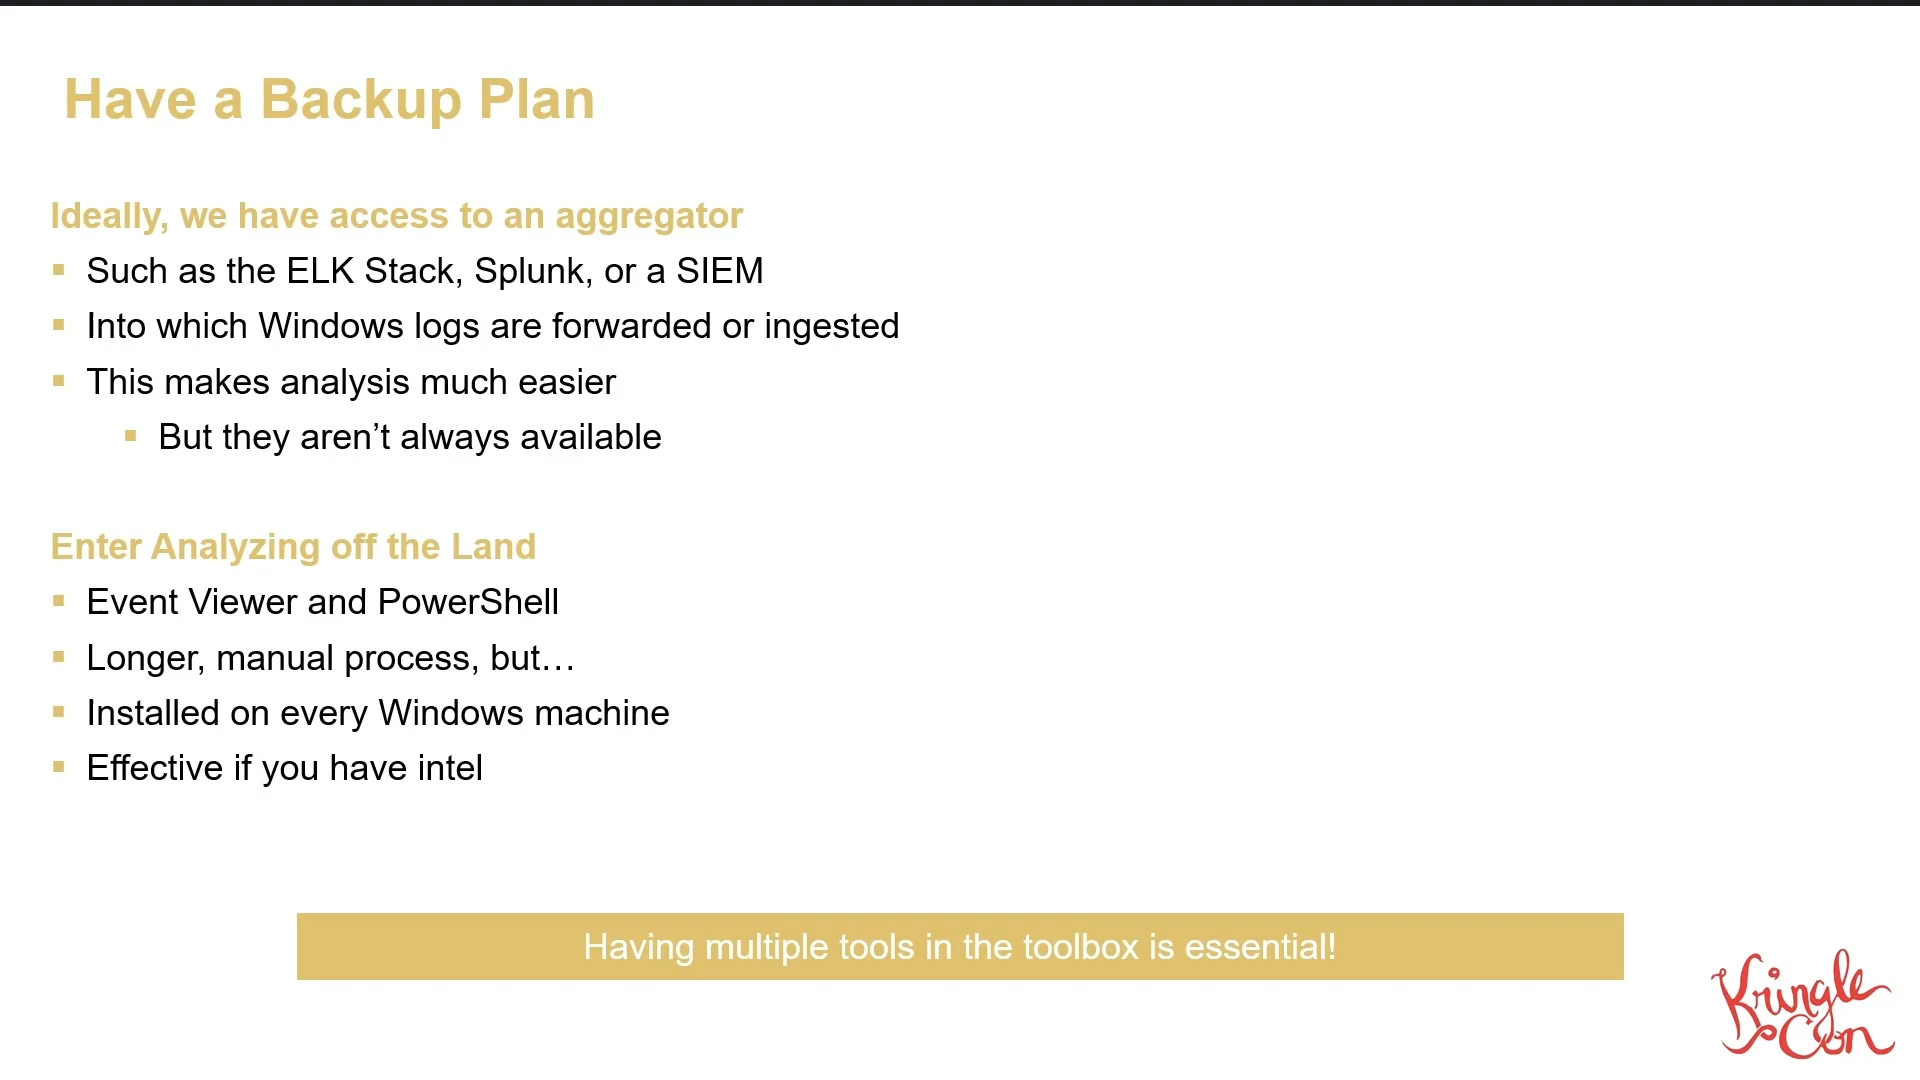 Have a Backup Plan
Ideally, we have access to an aggregator
▪ Such as the ELK Stack, Splunk, or a SIEM
▪ Into which Windows logs are forwarded or ingested
▪ This makes analysis much easier
▪ But they aren’t always available
Enter Analyzing off the Land
▪ Event Viewer and PowerShell
▪ Longer, manual process, but…
▪ Installed on every Windows machine
▪ Effective if you have intel
Having multiple tools in the toolbox is essential!
Kringle
Con